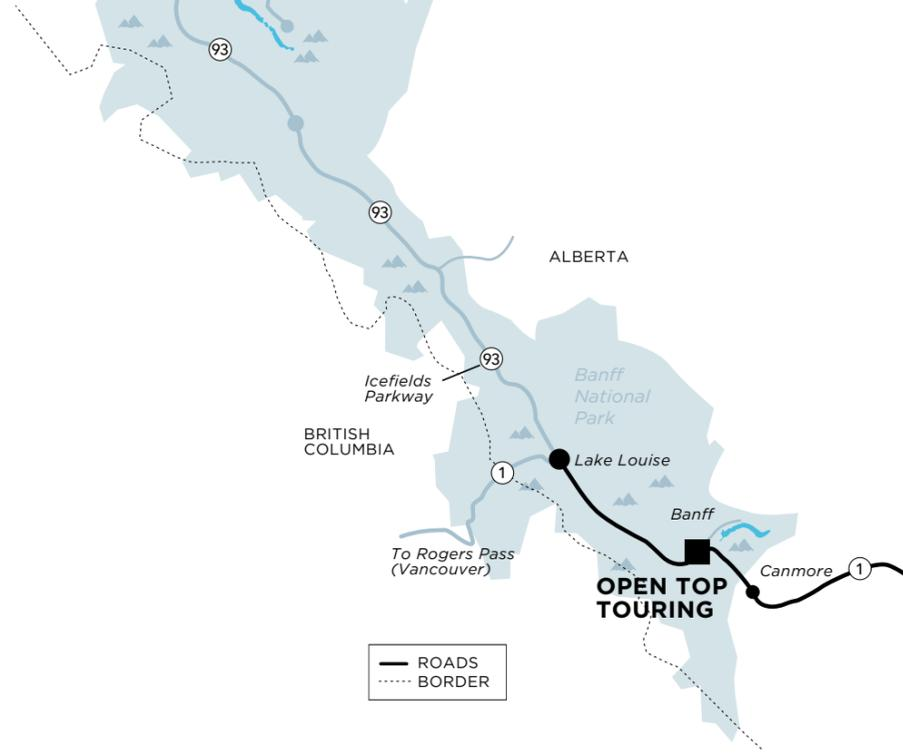 93
93
ALBERTA
93
Icefields
Parkway
Banff
National
Park
BRITISH
COLUMBIA
Lake Louise
1
Banff
To Rogers Pass
(Vancouver)
Canmore
1
OPEN TOP
TOURING
ROADS
BORDER